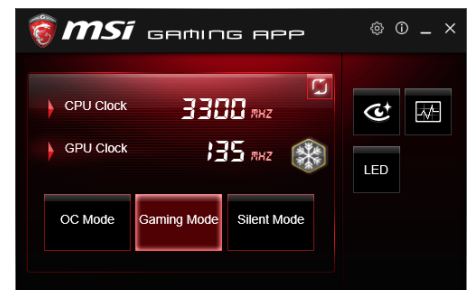 msi GAMING APP
CPU Clock 3300 MHZ
GPU Clock 135 MHZ
LED
OC Mode Gaming Mode Silent Mode